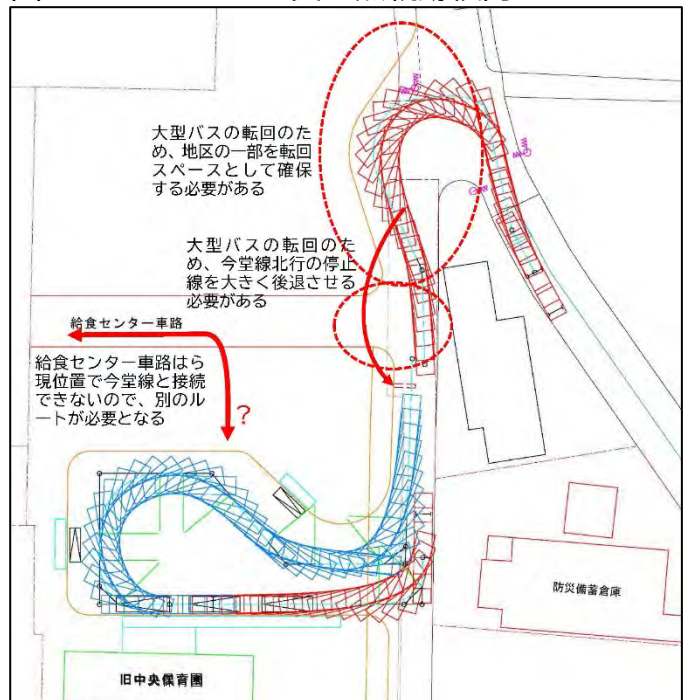 大型バスの転回のた
め、地区の一部を転回
スペースとして確保
する必要がある
大型バスの転回のた
め、今堂線北行の停止
線を大きく後退させる
必要がある
給食センター車路
給食センター車路はら
現位置で今堂線と接続
できないので、別のル
ートが必要となる
?
防災備蓄倉庫
旧中央保育園